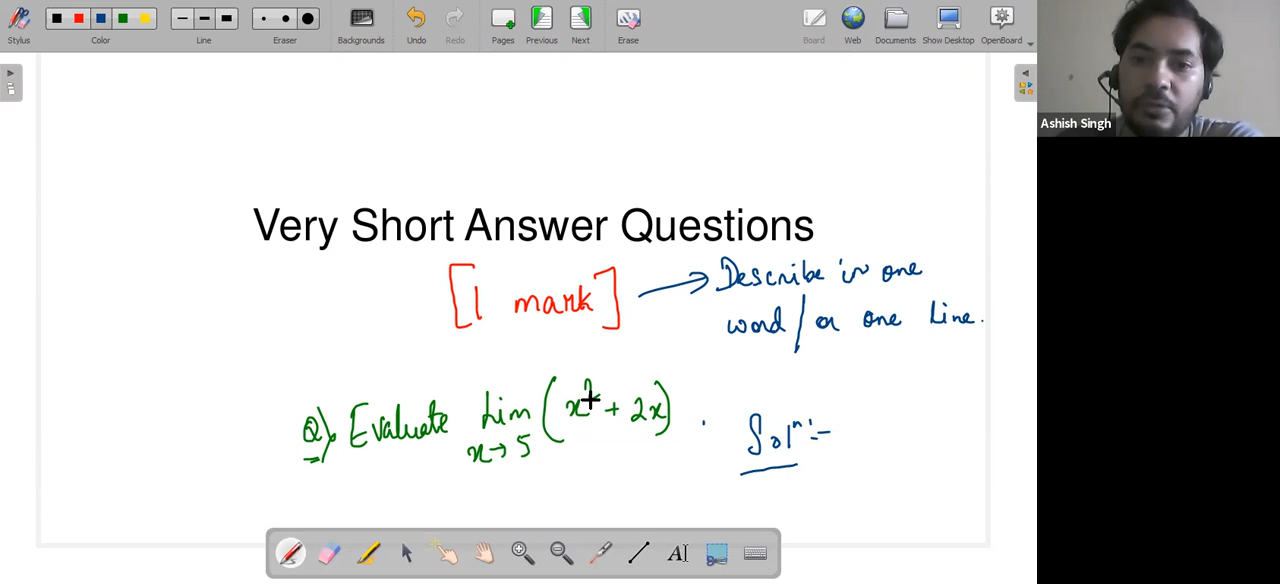 Stylus
Color
Line
Eraser
Backgrounds
Undo
Redo
Pages
Previous
Next
Erase
Board
Web
Documents
Show Desktop
OpenBoard
Ashish Singh
Very Short Answer Questions
[1 mark] → Describe in one
word/or one Line.
Q). Evaluate Lim (x² + 2x).
x→5
Solⁿ:-